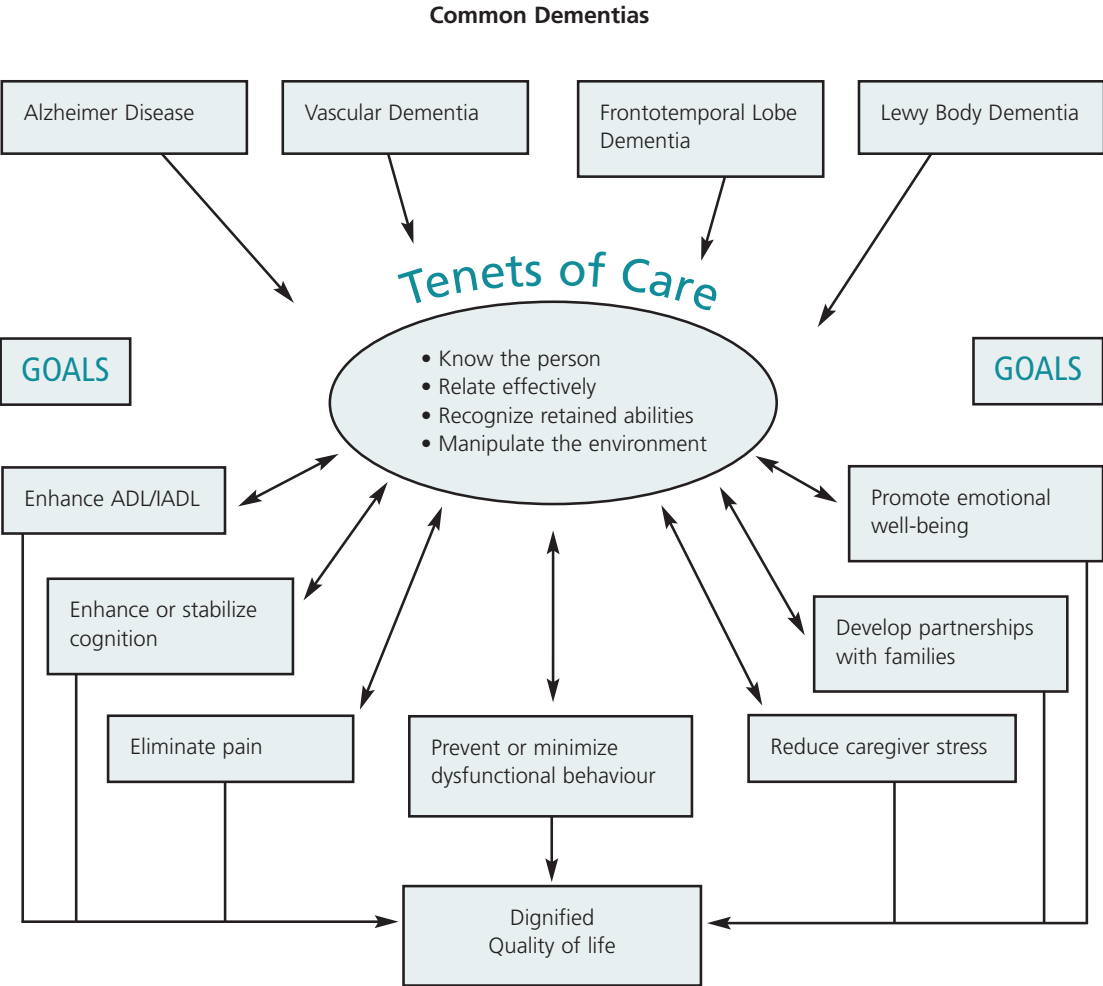 Common Dementias
Alzheimer Disease
Vascular Dementia
Frontotemporal Lobe
Dementia
Lewy Body Dementia
Tenets of Care
• Know the person
• Relate effectively
• Recognize retained abilities
• Manipulate the environment
GOALS
GOALS
Enhance ADL/IADL
Promote emotional
well-being
Enhance or stabilize
cognition
Develop partnerships
with families
Eliminate pain
Prevent or minimize
dysfunctional behaviour
Reduce caregiver stress
Dignified
Quality of life